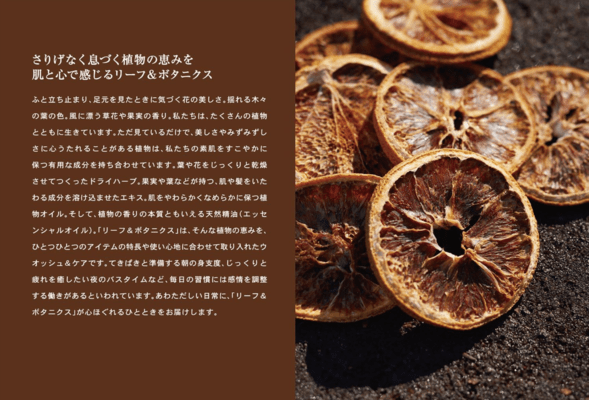 さりげなく息づく植物の恵みを
肌と心で感じるリーフ&ボタニクス
ふと立ち止まり、足元を見たときに気づく花の美しさ。揺れる木々
の葉の色。風に漂う草花や果実の香り。私たちは、たくさんの植物
とともに生きています。ただ見ているだけで、美しさやみずみずし
さに心うたれることがある植物は、私たちの素肌をすこやかに
保つ有用な成分を持ち合わせています。葉や花をじっくりと乾燥
させてつくったドライハーブ。果実や葉などが持つ、肌や髪をいた
わる成分を溶け込ませたエキス。肌をやわらかくなめらかに保つ植
物オイル。そして、植物の香りの本質ともいえる天然精油(エッセ
ンシャルオイル)。「リーフ&ボタニクス」は、そんな植物の恵みを、
ひとつひとつのアイテムの特長や使い心地に合わせて取り入れたウ
オッシュ&ケアです。てきぱきと準備する朝の身支度、じっくりと
疲れを癒したい夜のバスタイムなど、毎日の習慣には感情を調整
する働きがあるといわれています。あわただしい日常に、「リーフ&
ボタニクス」が心ほぐれるひとときをお届けします。